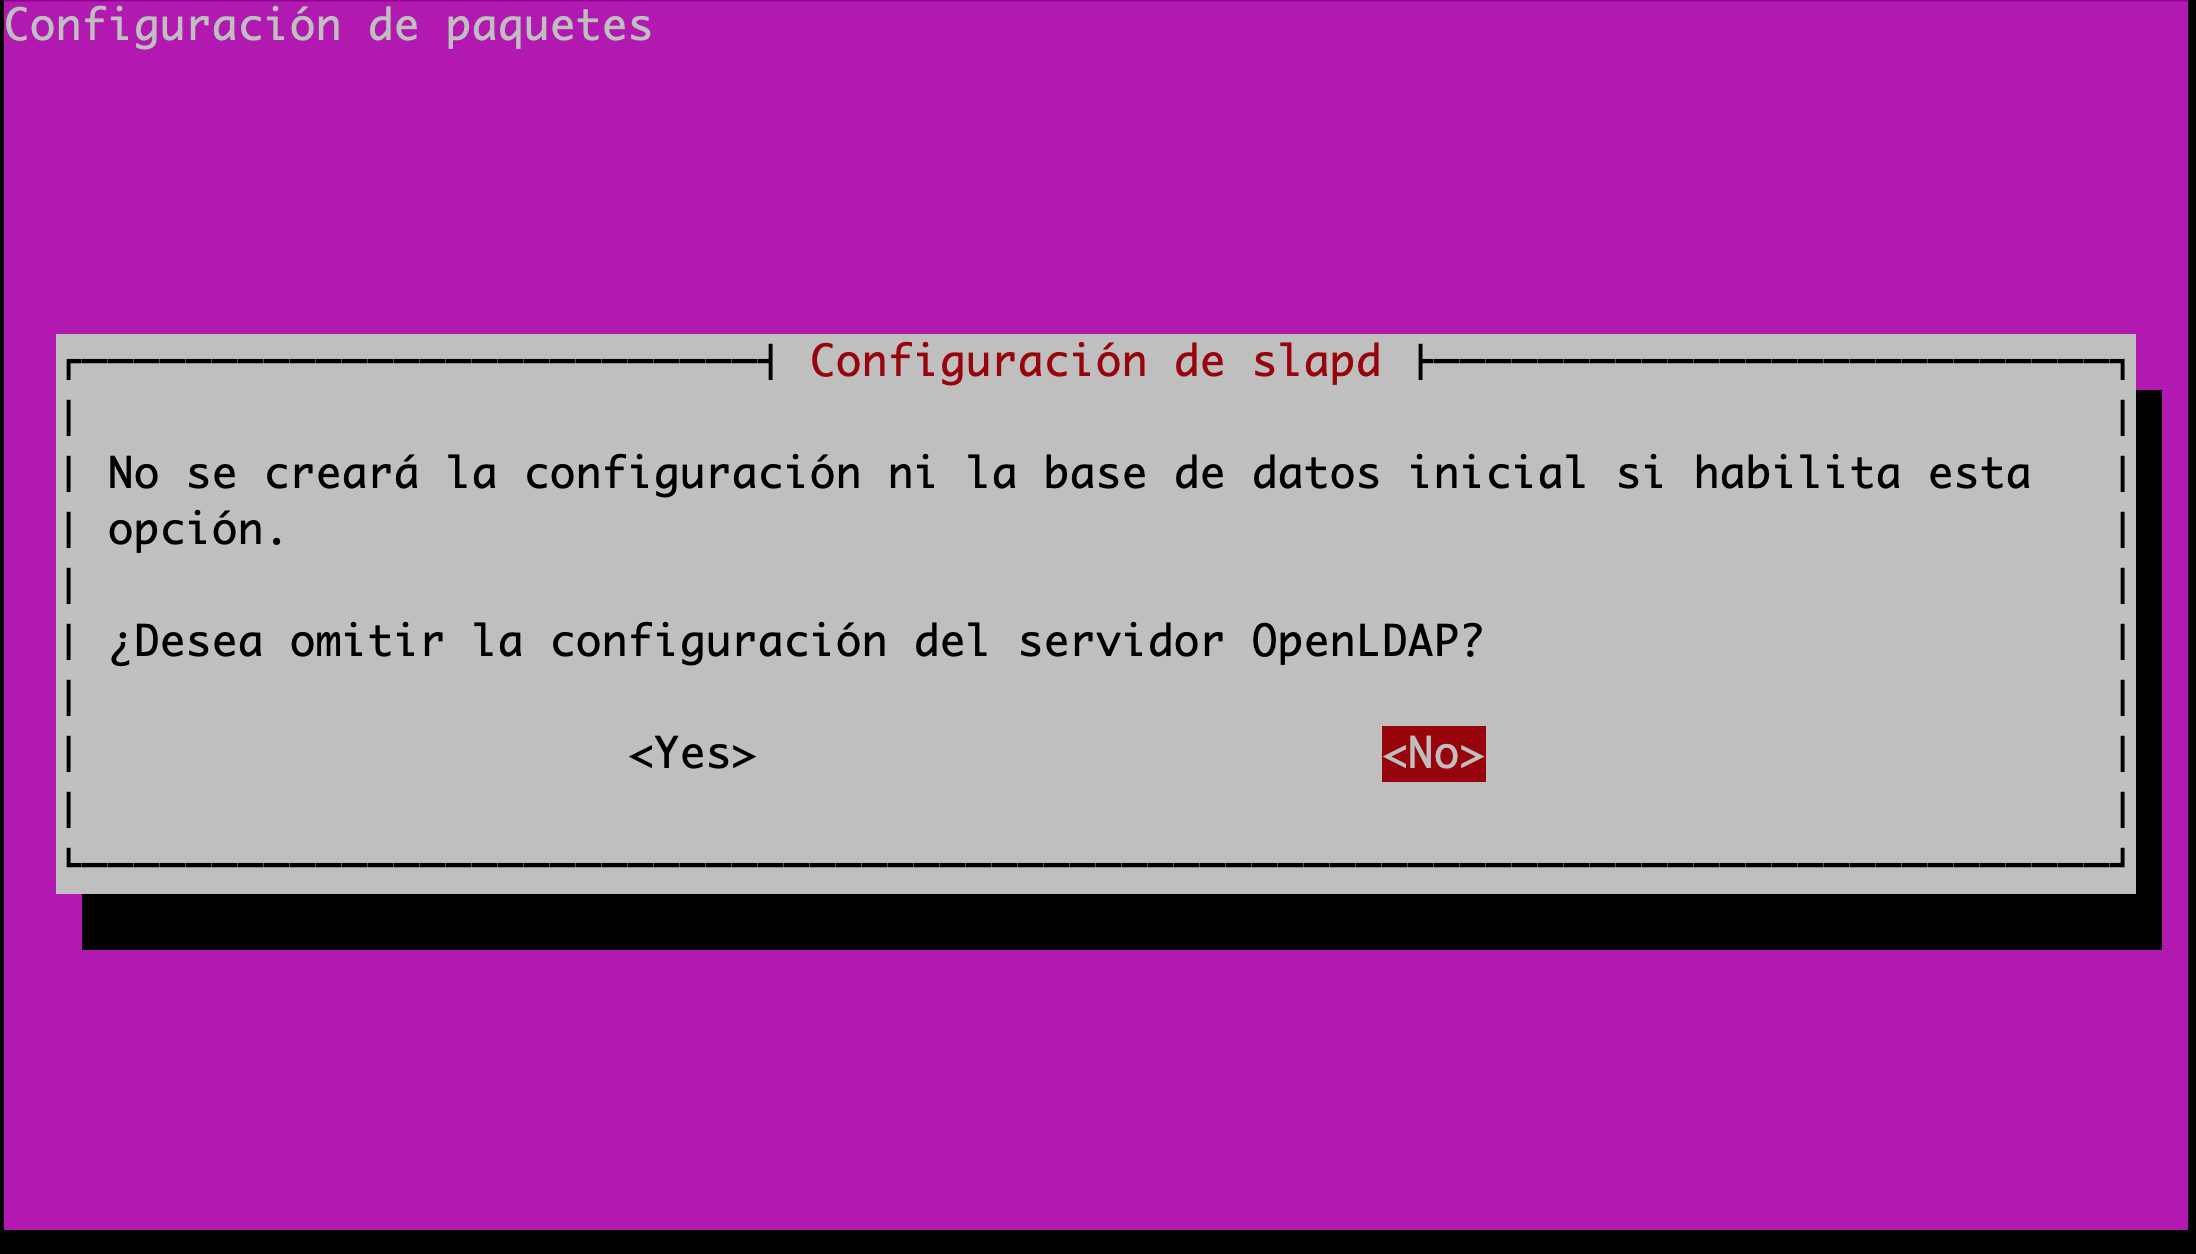 Configuración de paquetes
Configuración de slapd
No se creará la configuración ni la base de datos inicial si habilita esta
opción.
¿Desea omitir la configuración del servidor OpenLDAP?
<Yes> <No>